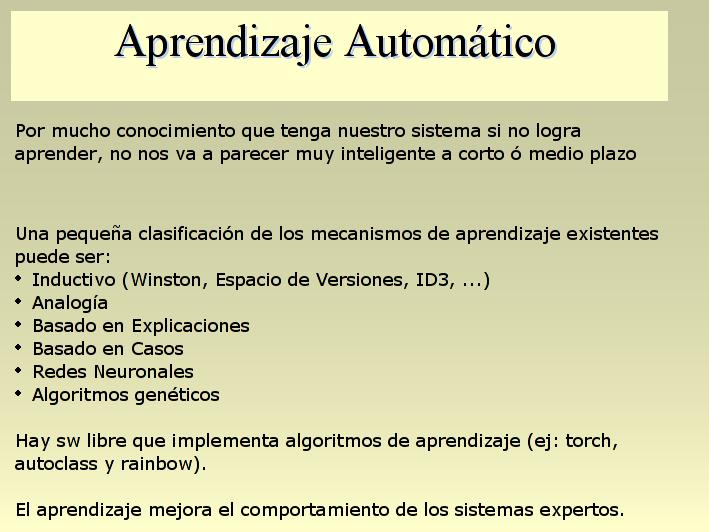 Aprendizaje Automático
Por mucho conocimiento que tenga nuestro sistema si no logra
aprender, no nos va a parecer muy inteligente a corto ó medio plazo
Una pequeña clasificación de los mecanismos de aprendizaje existentes
puede ser:
• Inductivo (Winston, Espacio de Versiones, ID3, ...)
• Analogía
• Basado en Explicaciones
• Basado en Casos
• Redes Neuronales
• Algoritmos genéticos
Hay sw libre que implementa algoritmos de aprendizaje (ej: torch,
autoclass y rainbow).
El aprendizaje mejora el comportamiento de los sistemas expertos.